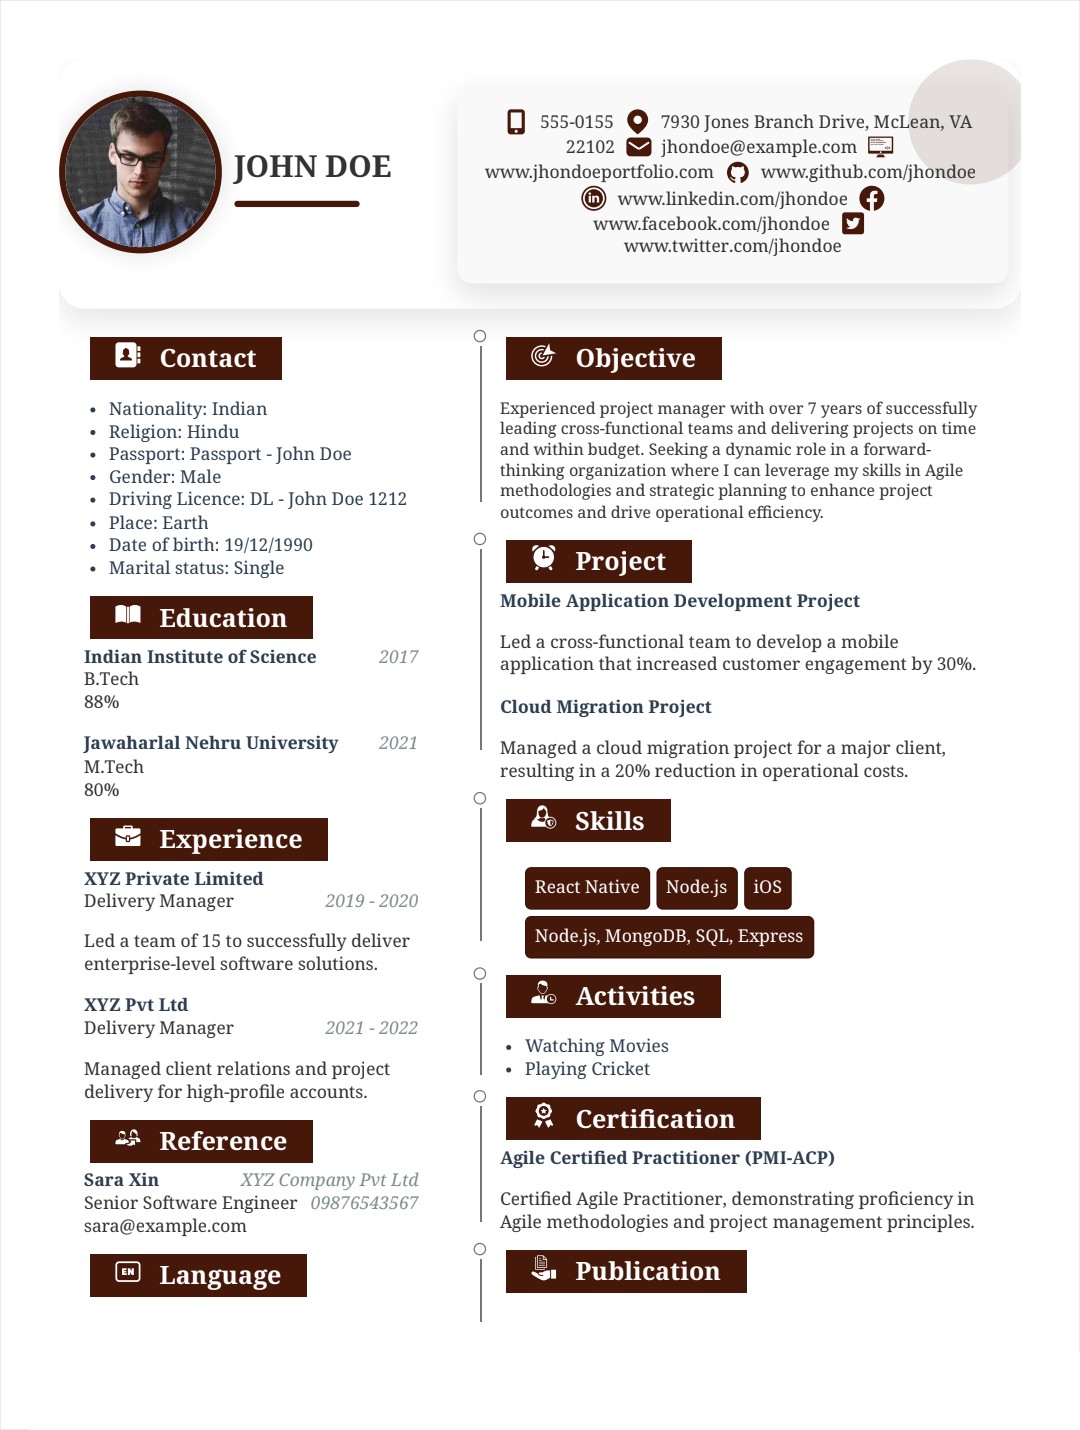 JOHN DOE
555-0155 7930 Jones Branch Drive, McLean, VA
22102 jhondoe@example.com
www.jhondoeportfolio.com www.github.com/jhondoe
www.linkedin.com/jhondoe
www.facebook.com/jhondoe
www.twitter.com/jhondoe
Contact
• Nationality: Indian
• Religion: Hindu
• Passport: Passport - John Doe
• Gender: Male
• Driving Licence: DL - John Doe 1212
• Place: Earth
• Date of birth: 19/12/1990
• Marital status: Single
Education
Indian Institute of Science 2017
B.Tech
88%
Jawaharlal Nehru University 2021
M.Tech
80%
Experience
XYZ Private Limited
Delivery Manager 2019 - 2020
Led a team of 15 to successfully deliver
enterprise-level software solutions.
XYZ Pvt Ltd
Delivery Manager 2021 - 2022
Managed client relations and project
delivery for high-profile accounts.
Reference
Sara Xin XYZ Company Pvt Ltd
Senior Software Engineer 09876543567
sara@example.com
EN Language
Objective
Experienced project manager with over 7 years of successfully
leading cross-functional teams and delivering projects on time
and within budget. Seeking a dynamic role in a forward-
thinking organization where I can leverage my skills in Agile
methodologies and strategic planning to enhance project
outcomes and drive operational efficiency.
Project
Mobile Application Development Project
Led a cross-functional team to develop a mobile
application that increased customer engagement by 30%.
Cloud Migration Project
Managed a cloud migration project for a major client,
resulting in a 20% reduction in operational costs.
Skills
React Native Node.js iOS
Node.js, MongoDB, SQL, Express
Activities
• Watching Movies
• Playing Cricket
Certification
Agile Certified Practitioner (PMI-ACP)
Certified Agile Practitioner, demonstrating proficiency in
Agile methodologies and project management principles.
Publication